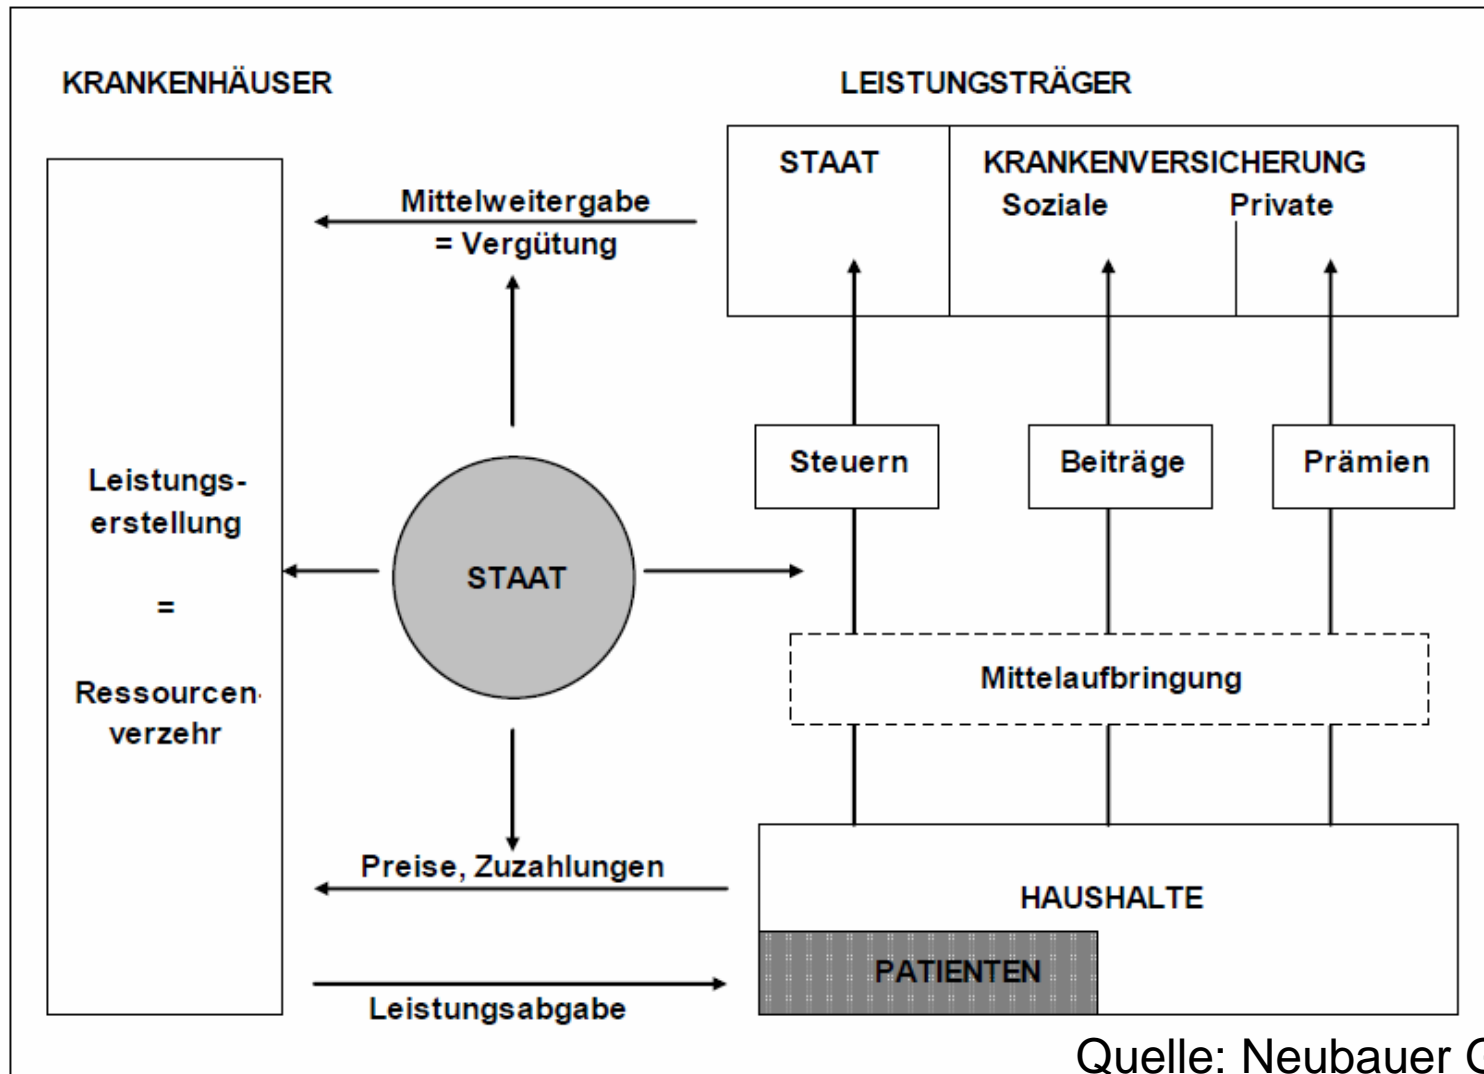 KRANKENHÄUSER
LEISTUNGSTRÄGER
STAAT
KRANKENVERSICHERUNG
Soziale
Private
Mittelweitergabe
= Vergütung
Steuern
Beiträge
Prämien
Leistungs-
erstellung
=
Ressourcen-
verzehr
STAAT
Mittelaufbringung
Preise, Zuzahlungen
HAUSHALTE
PATIENTEN
Leistungsabgabe
Quelle: Neubauer